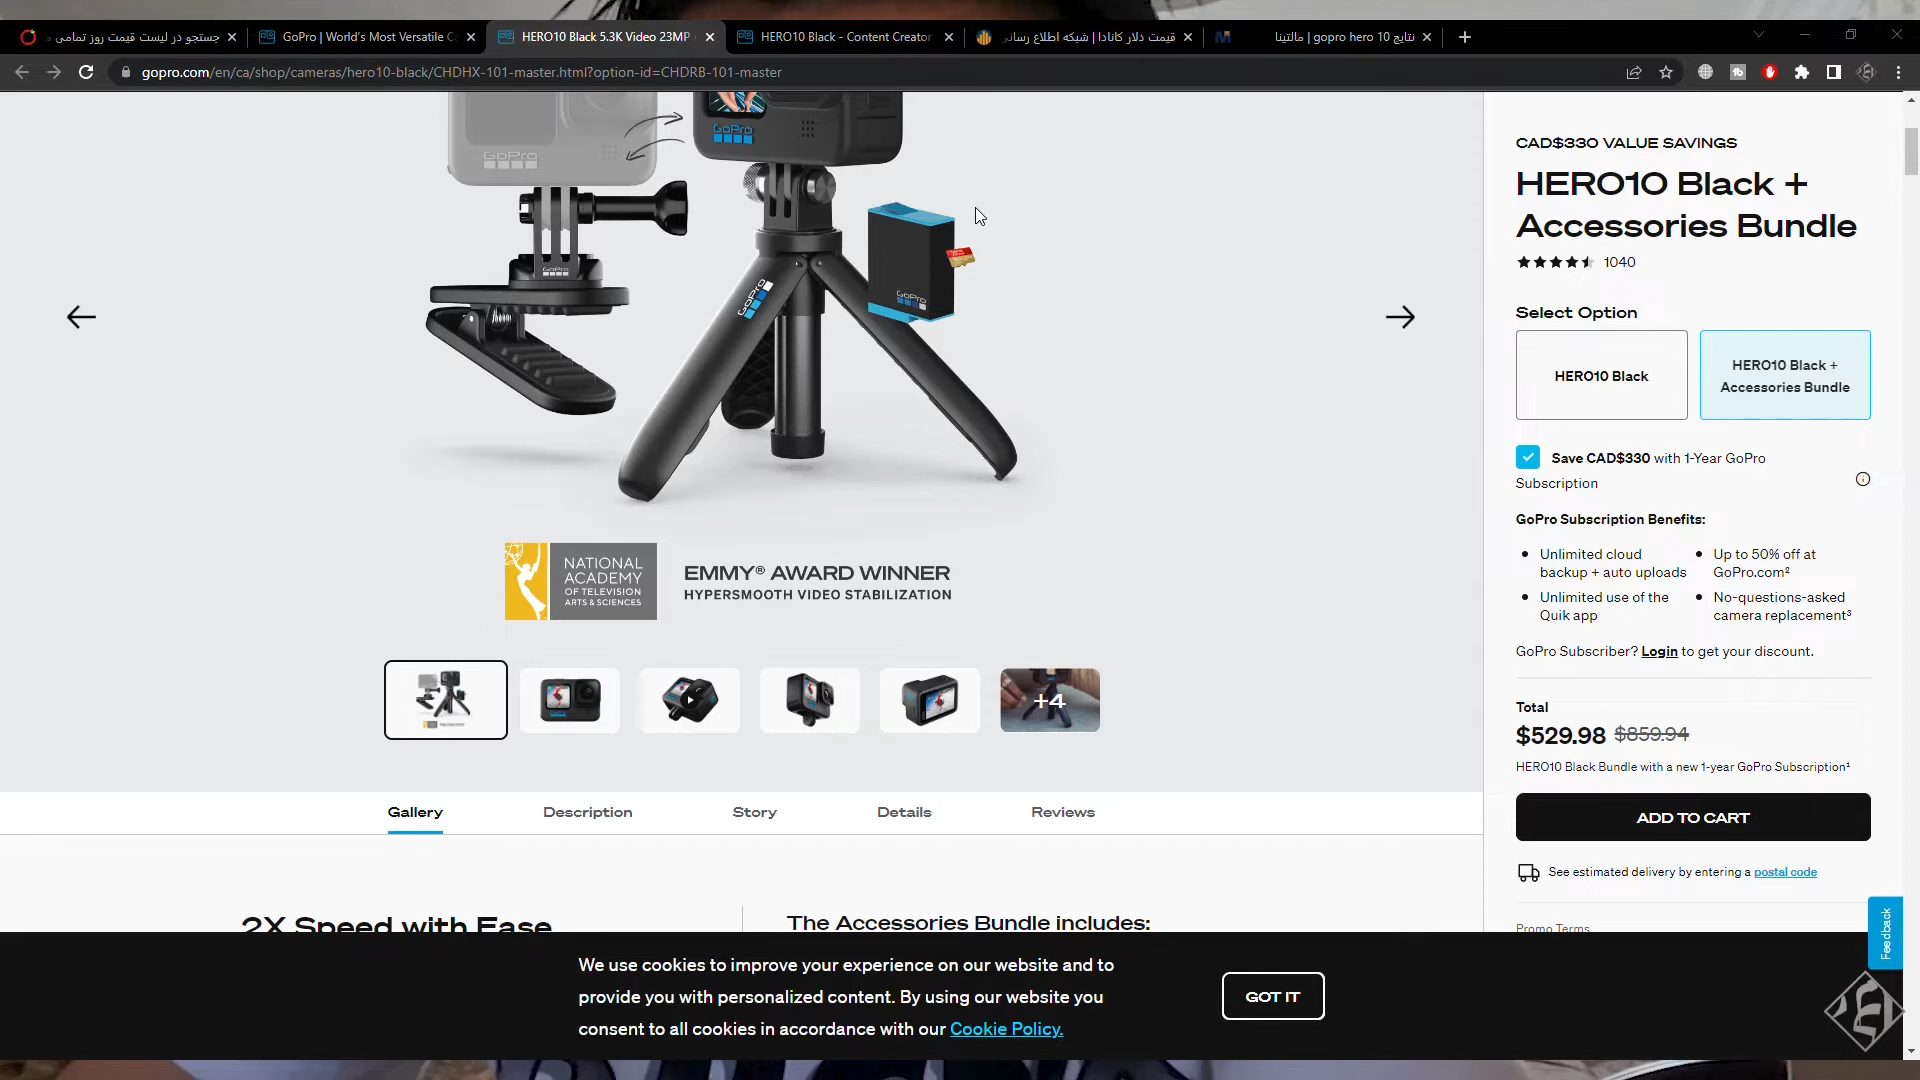 جستجو در لیست قیمت روز تمامی
GoPro | World's Most Versatile C
HERO10 Black 5.3K Video 23MP
HERO10 Black - Content Creator
قیمت دلار کانادا | شبکه اطلاع رسانی
نتایج gopro hero 10 | مالتینا
gopro.com/en/ca/shop/cameras/hero10-black/CHDHX-101-master.html?option-id=CHDRB-101-master
GoPro
GoPro
GoPro
GoPro
GoPro
CAD$330 VALUE SAVINGS
HERO10 Black +
Accessories Bundle
1040
Select Option
HERO10 Black
HERO10 Black +
Accessories Bundle
Save CAD$330 with 1-Year GoPro
Subscription
GoPro Subscription Benefits:
Unlimited cloud
backup + auto uploads
Up to 50% off at
GoPro.com²
Unlimited use of the
Quik app
No-questions-asked
camera replacement³
GoPro Subscriber? Login to get your discount.
Total
$529.98 $859.94
HERO10 Black Bundle with a new 1-year GoPro Subscription¹
ADD TO CART
See estimated delivery by entering a postal code
Promo Terms
Feedback
NATIONAL
ACADEMY
OF TELEVISION
ARTS & SCIENCES
EMMY® AWARD WINNER
HYPERSMOOTH VIDEO STABILIZATION
+4
Gallery
Description
Story
Details
Reviews
2X Speed with Ease
The Accessories Bundle includes:
We use cookies to improve your experience on our website and to
provide you with personalized content. By using our website you
consent to all cookies in accordance with our Cookie Policy.
GOT IT